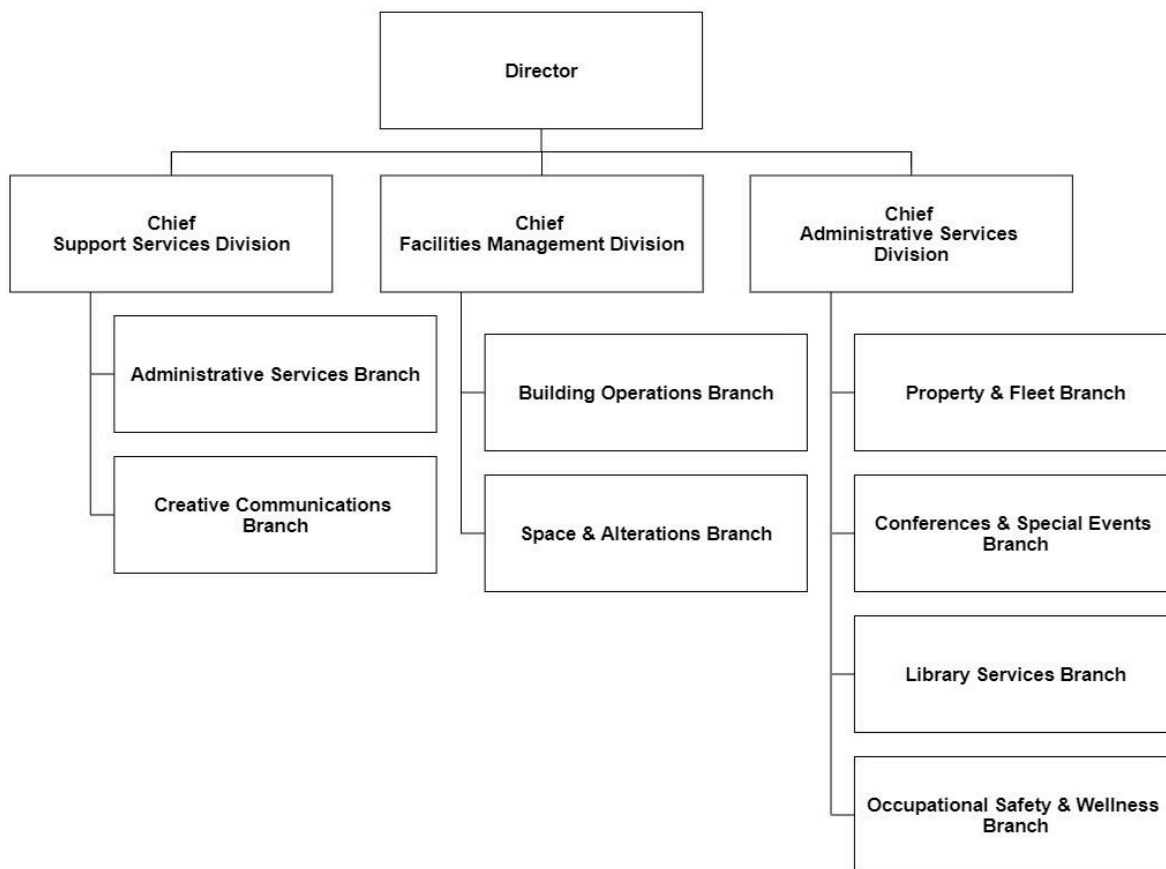 Director
Chief
Support Services Division
Chief
Facilities Management Division
Chief
Administrative Services
Division
Administrative Services Branch
Creative Communications
Branch
Building Operations Branch
Space & Alterations Branch
Property & Fleet Branch
Conferences & Special Events
Branch
Library Services Branch
Occupational Safety & Wellness
Branch